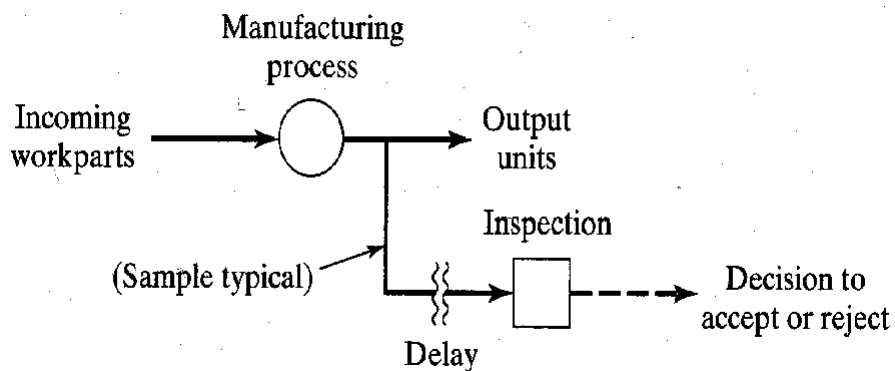 Manufacturing
process
Incoming
workparts
Output
units
Inspection
(Sample typical)
Delay
Decision to
accept or reject